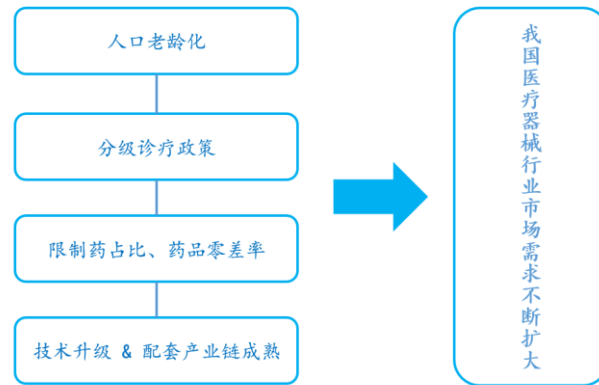 人口老龄化
分级诊疗政策
限制药占比、药品零差率
技术升级 & 配套产业链成熟
我国医疗器械行业市场需求不断扩大